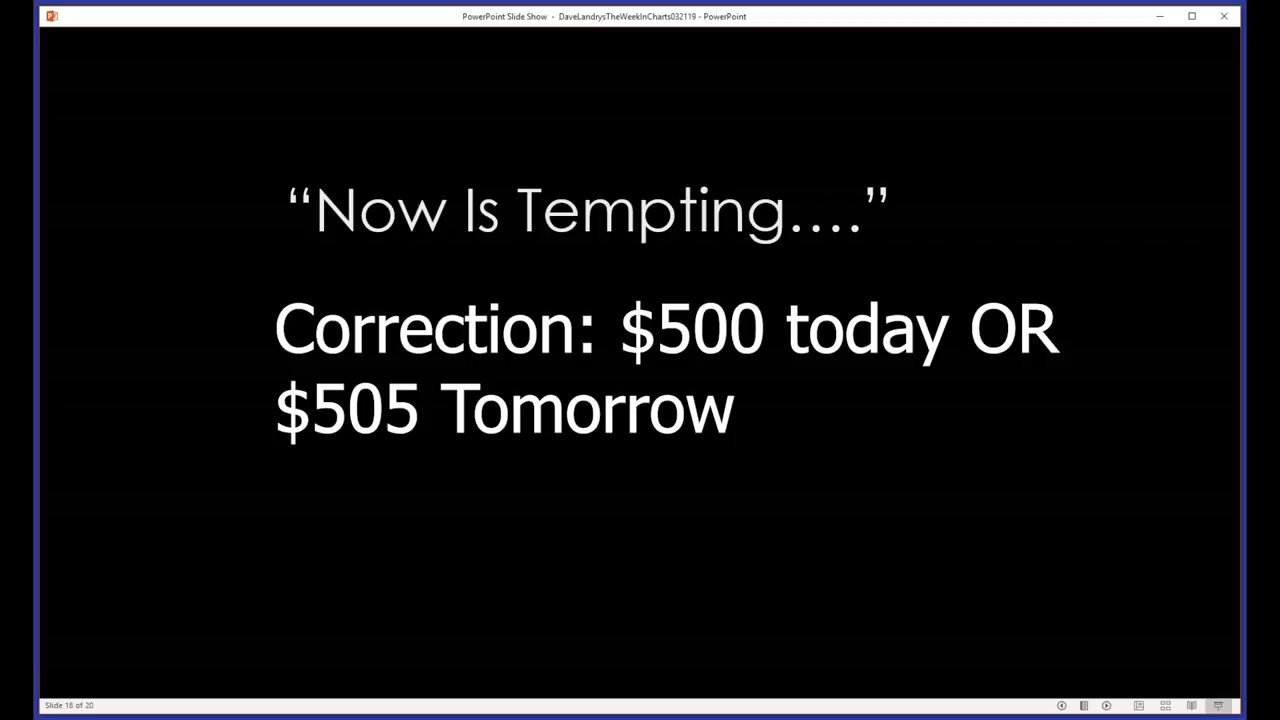 PowerPoint Slide Show - DaveLandrysTheWeekInCharts032119 - PowerPoint
“Now Is Tempting….”
Correction: $500 today OR
$505 Tomorrow
Slide 18 of 20